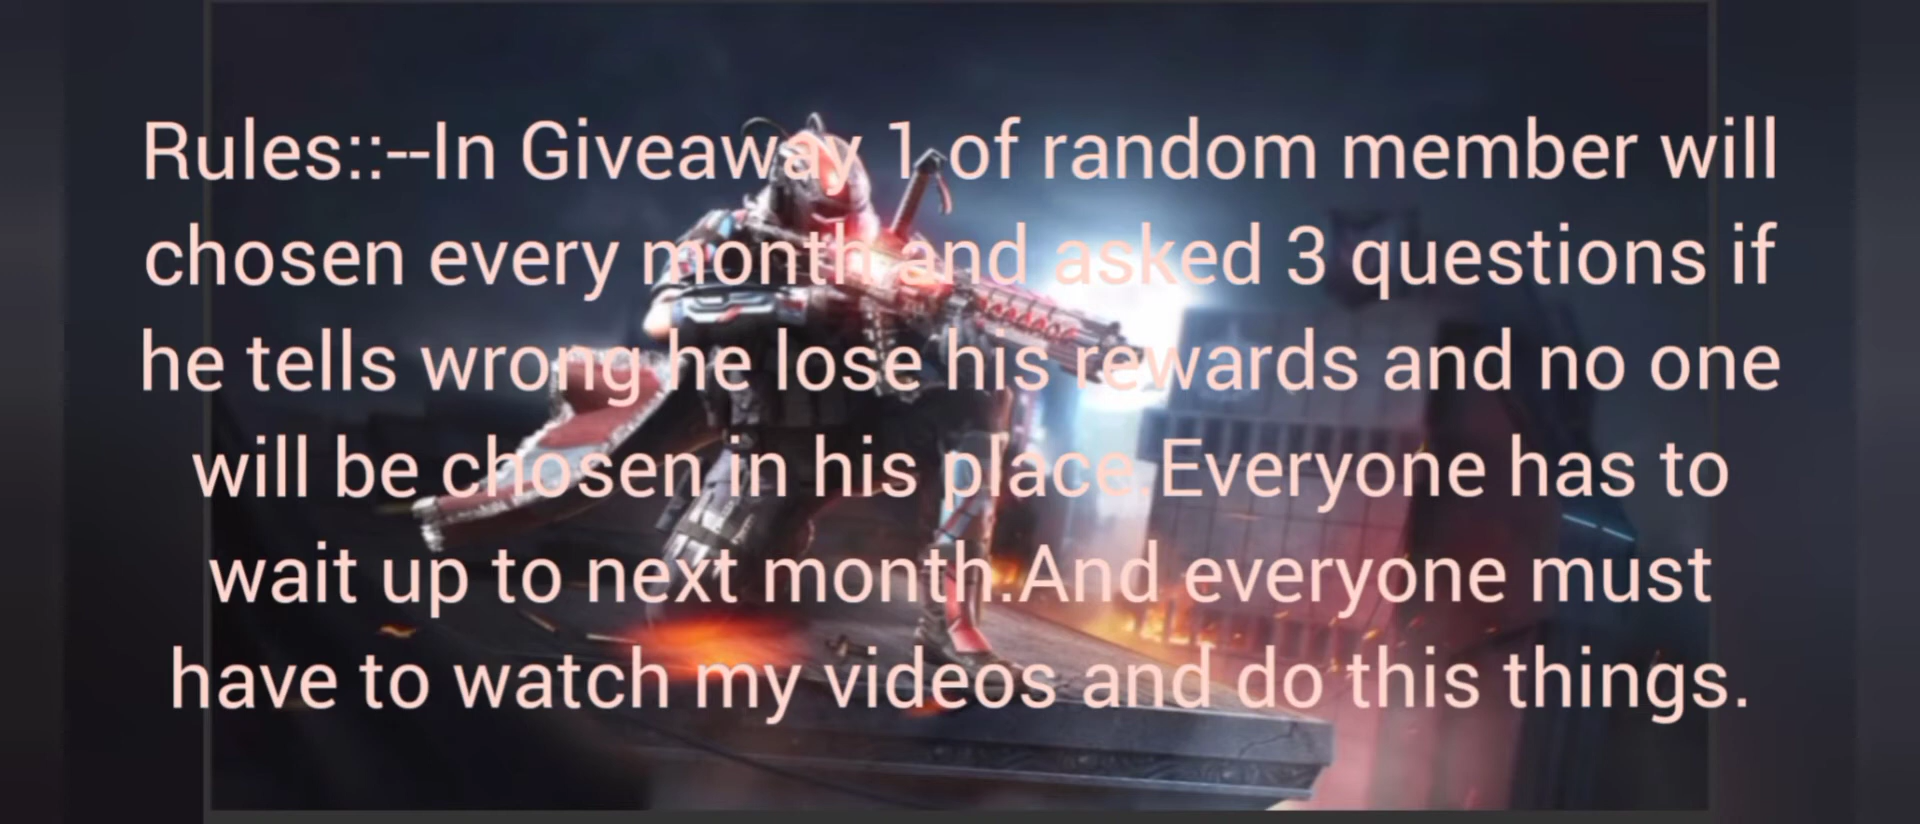 Rules::--In Giveaway 1 of random member will
chosen every month and asked 3 questions if
he tells wrong he lose his rewards and no one
will be chosen in his place.Everyone has to
wait up to next month.And everyone must
have to watch my videos and do this things.